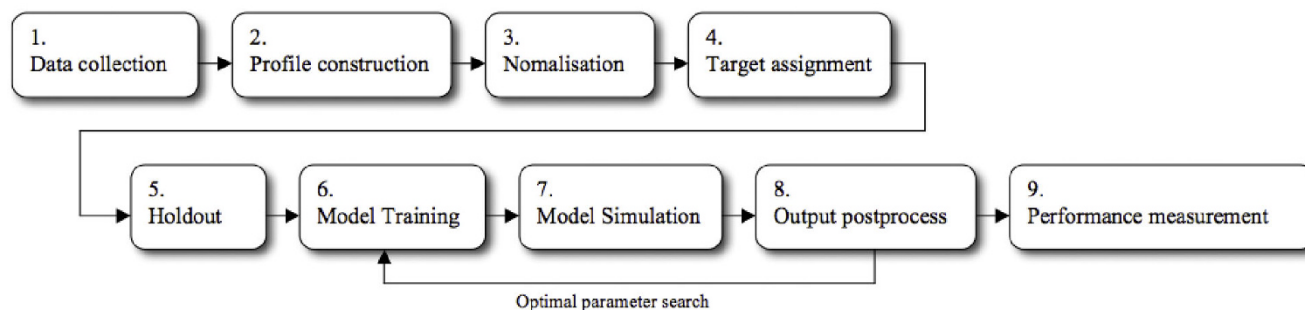 1.
Data collection
2.
Profile construction
3.
Nomalisation
4.
Target assignment
5.
Holdout
6.
Model Training
7.
Model Simulation
8.
Output postprocess
9.
Performance measurement
Optimal parameter search